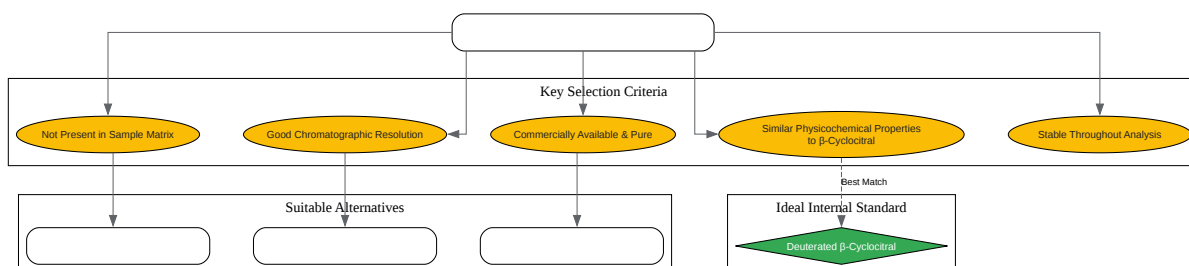 Key Selection Criteria
Not Present in Sample Matrix
Good Chromatographic Resolution
Commercially Available & Pure
Similar Physicochemical Properties
to β-Cyclocitral
Stable Throughout Analysis
Best Match
Suitable Alternatives
Ideal Internal Standard
Deuterated β-Cyclocitral